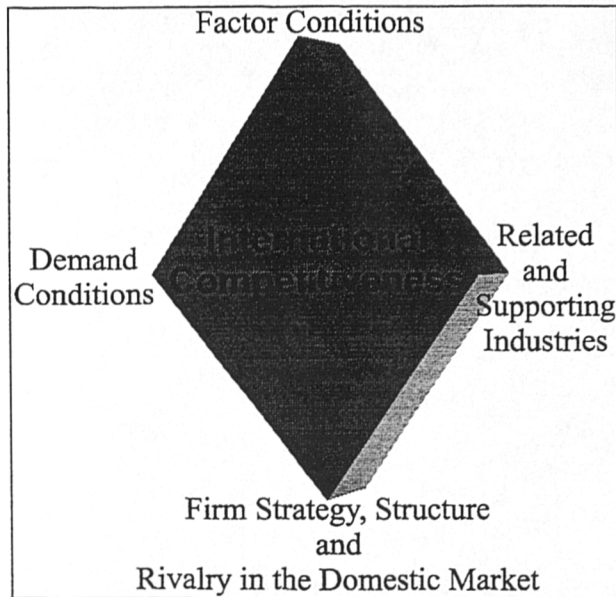 Factor Conditions
International
Competitiveness
Demand
Conditions
Related
and
Supporting
Industries
Firm Strategy, Structure
and
Rivalry in the Domestic Market